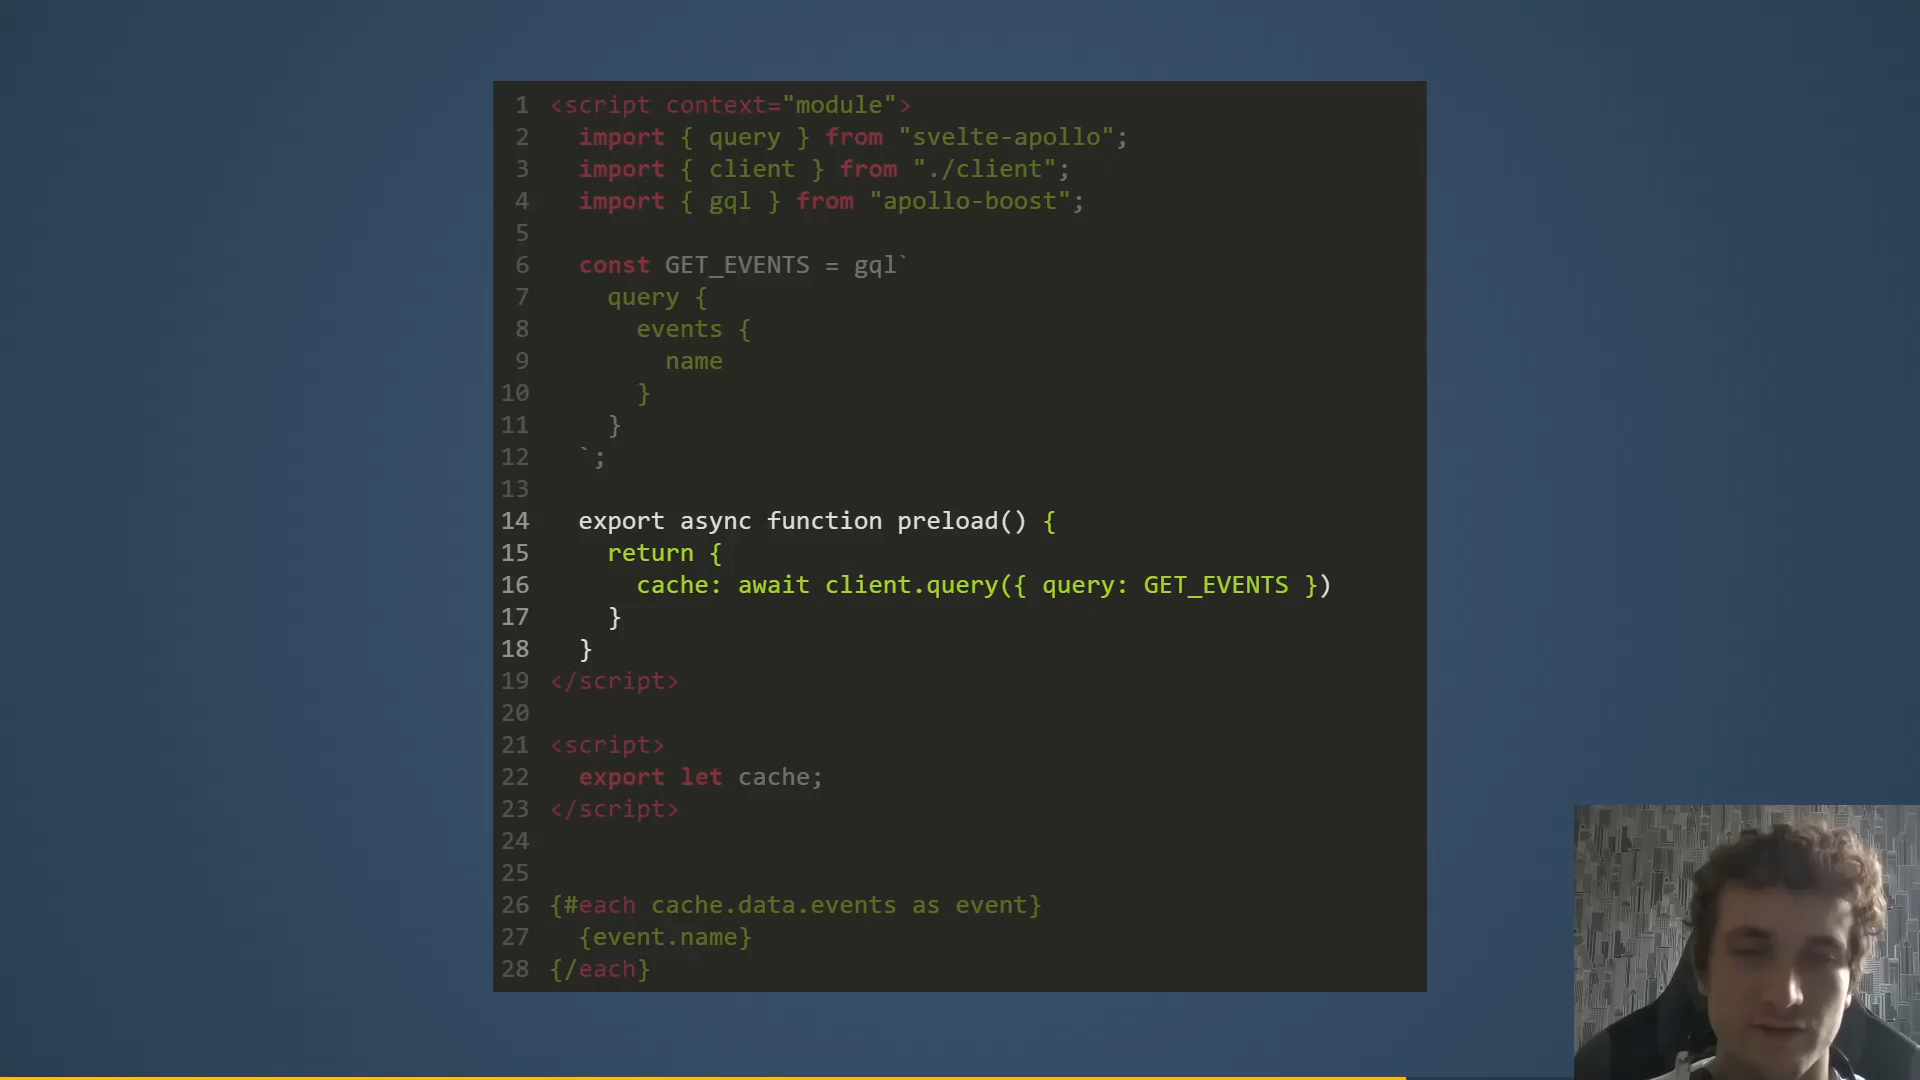 1 <script context="module">
2 import { query } from "svelte-apollo";
3 import { client } from "./client";
4 import { gql } from "apollo-boost";
5
6 const GET_EVENTS = gql`
7 query {
8 events {
9 name
10 }
11 }
12 `;
13
14 export async function preload() {
15 return {
16 cache: await client.query({ query: GET_EVENTS })
17 }
18 }
19 </script>
20
21 <script>
22 export let cache;
23 </script>
24
25
26 {#each cache.data.events as event}
27 {event.name}
28 {/each}